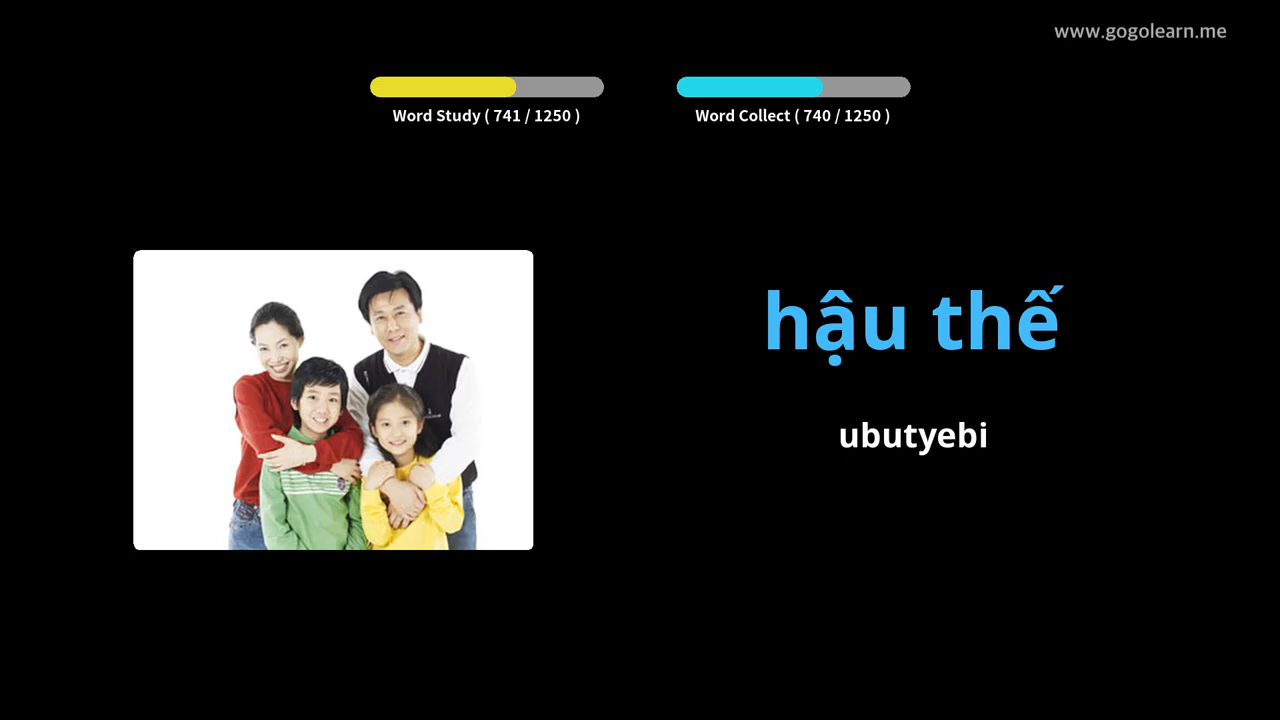 www.gogolearn.me
Word Study ( 741 / 1250 )
Word Collect ( 740 / 1250 )
hậu thế
ubutyebi